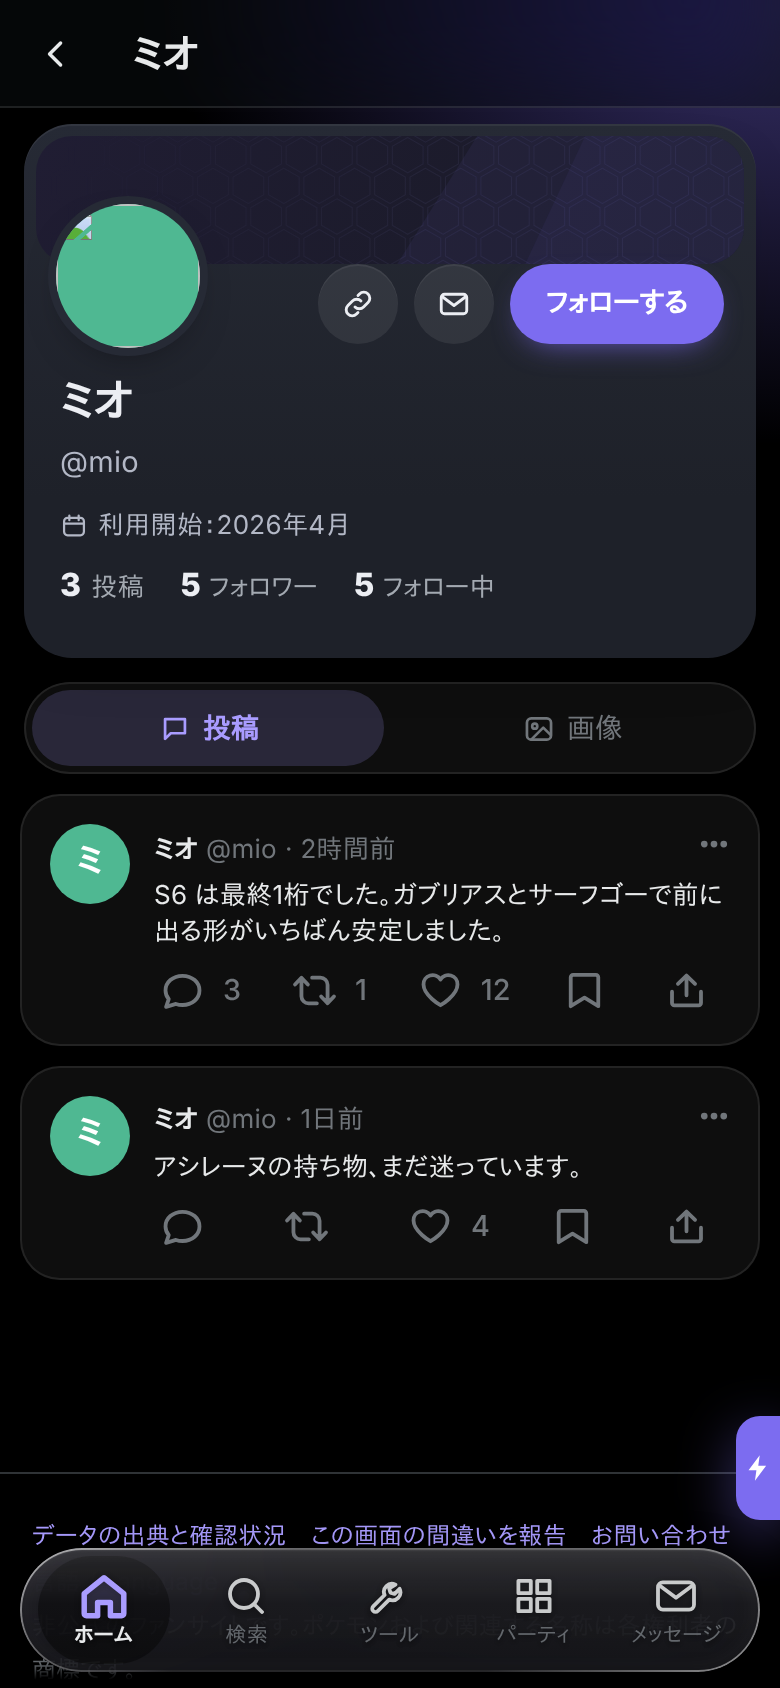 ミオ
フォローする
ミオ
@mio
利用開始：2026年4月
3 投稿 5 フォロワー 5 フォロー中
投稿 画像
ミ
ミオ @mio · 2時間前
S6 は最終1桁でした。ガブリアスとサーフゴーで前に
出る形がいちばん安定しました。
3 1 12
ミ
ミオ @mio · 1日前
アシレーヌの持ち物、まだ迷っています。
4
データの出典と確認状況 この画面の間違いを報告 お問い合わせ
ホーム 検索 ツール パーティ メッセージ
商標です。